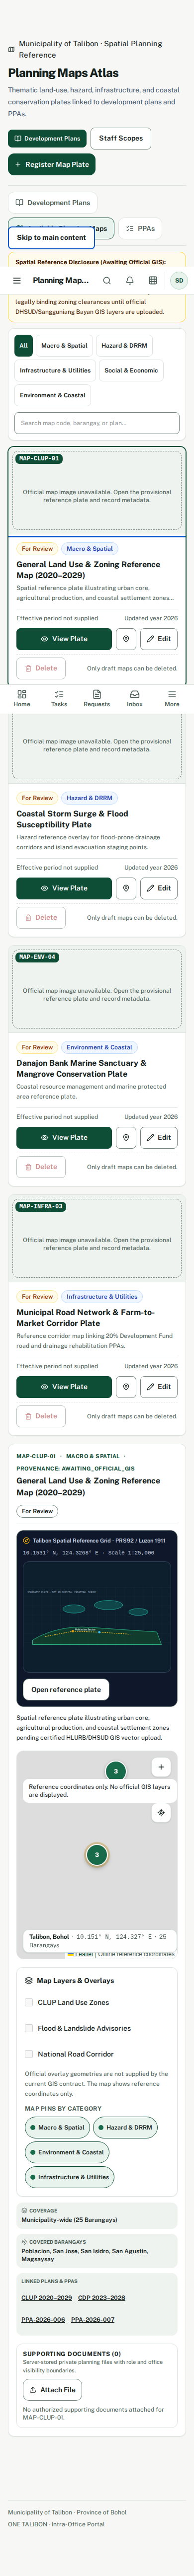 Municipality of Talibon · Spatial Planning
Framework
Planning Maps Atlas
Thematic land-use, hazard, infrastructure, and coastal
conservation plates linked to development plans and
PPAs.
Development Plans
Staff Scopes
Register Map Plate
Development Plans
Maps
PPAs
Skip to main content
Spatial Reference Disclosure (Awaiting Official GIS):
Planning Map...
SD
legally binding zoning clearances until official
DHSUD/Sangguniang Bayan GIS layers are uploaded.
All
Macro & Spatial
Hazard & DRRM
Infrastructure & Utilities
Social & Economic
Environment & Coastal
Search map code, barangay, or plan...
MAP-CLUP-01
Official map image unavailable. Open the provisional
reference plate and record metadata.
For Review
Macro & Spatial
General Land Use & Zoning Reference
Map (2020–2029)
Spatial reference plate illustrating urban core,
agricultural production, and coastal settlement zones...
Effective period not supplied
Updated year 2026
View Plate
Edit
Delete
Only draft maps can be deleted.
Home
Tasks
Requests
Inbox
More
Official map image unavailable. Open the provisional
reference plate and record metadata.
For Review
Hazard & DRRM
Coastal Storm Surge & Flood
Susceptibility Plate
Hazard reference overlay for flood-prone drainage
corridors and island evacuation staging points.
Effective period not supplied
Updated year 2026
View Plate
Edit
Delete
Only draft maps can be deleted.
MAP-ENV-04
Official map image unavailable. Open the provisional
reference plate and record metadata.
For Review
Environment & Coastal
Danajon Bank Marine Sanctuary &
Mangrove Conservation Plate
Coastal resource management and marine protected
area reference plate.
Effective period not supplied
Updated year 2026
View Plate
Edit
Delete
Only draft maps can be deleted.
MAP-INFRA-03
Official map image unavailable. Open the provisional
reference plate and record metadata.
For Review
Infrastructure & Utilities
Municipal Road Network & Farm-to-
Market Corridor Plate
Reference corridor map linking 20% Development Fund
road and drainage rehabilitation PPAs.
Effective period not supplied
Updated year 2026
View Plate
Edit
Delete
Only draft maps can be deleted.
MAP-CLUP-01 · MACRO & SPATIAL ·
PROVENANCE: AWAITING_OFFICIAL_GIS
General Land Use & Zoning Reference
Map (2020–2029)
For Review
Talibon Spatial Reference Grid · PRS92 / Luzon 1911
10.1531° N, 124.3266° E · Scale 1:25,000
Open reference plate
Spatial reference plate illustrating urban core,
agricultural production, and coastal settlement zones
pending certified HLURB/DHSUD GIS vector upload.
3
+
Reference coordinates only. No official GIS layers
are displayed.
3
Talibon, Bohol · 10.151° N, 124.327° E · 25
Barangays
Leaflet | Offline reference coordinates
Map Layers & Overlays
CLUP Land Use Zones
Flood & Landslide Advisories
National Road Corridor
Official overlay geometries are not supplied by the
current GIS contract. The map shows reference
coordinates only.
MAP PINS BY CATEGORY
Macro & Spatial
Hazard & DRRM
Environment & Coastal
Infrastructure & Utilities
COVERAGE
Municipality-wide (25 Barangays)
COVERED BARANGAYS
Poblacion, San Jose, San Isidro, San Agustin,
Magsaysay
LINKED PLANS & PPAS
CLUP 2020–2029
CDP 2023–2028
PPA-2026-006
PPA-2026-007
SUPPORTING DOCUMENTS (0)
Server-stored private planning files with role and office
visibility boundaries.
Attach File
No authorized supporting documents attached for
MAP-CLUP-01.
Municipality of Talibon · Province of Bohol
ONE TALIBON · Intra-Office Portal